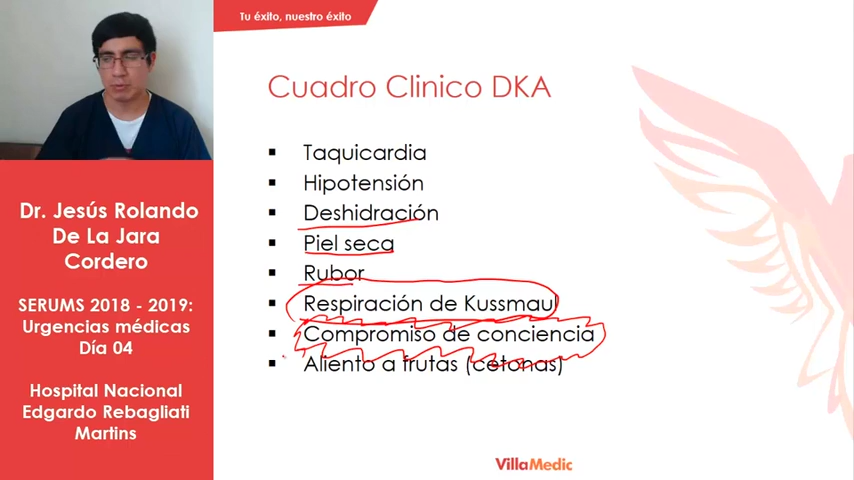 Tu éxito, nuestro éxito
Cuadro Clinico DKA
Taquicardia
Hipotensión
Deshidración
Piel seca
Rubor
Respiración de Kussmaul
Compromiso de conciencia
Aliento a frutas (cetonas)
Dr. Jesús Rolando
De La Jara
Cordero
SERUMS 2018 - 2019:
Urgencias médicas
Día 04
Hospital Nacional
Edgardo Rebagliati
Martins
VillaMedic